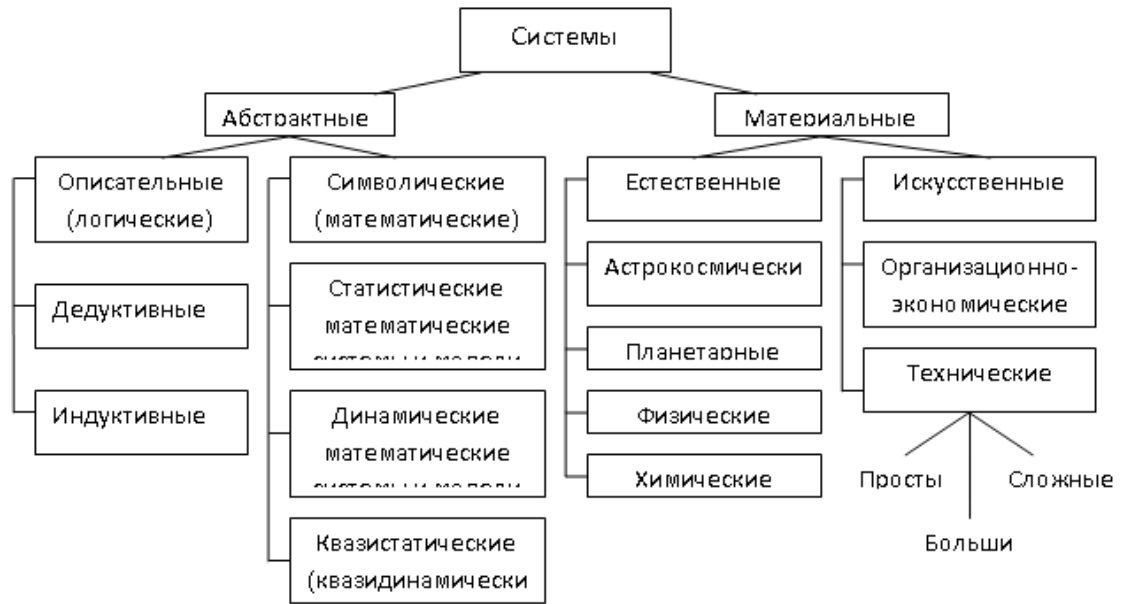 Системы
Абстрактные
Материальные
Описательные
(логические)
Дедуктивные
Индуктивные
Символические
(математические)
Статистические
математические
Динамические
математические
Квазистатические
(квазидинамически
Естественные
Астрокосмически
Планетарные
Физические
Химические
Искусственные
Организационно-
экономические
Технические
Просты
Сложные
Больши